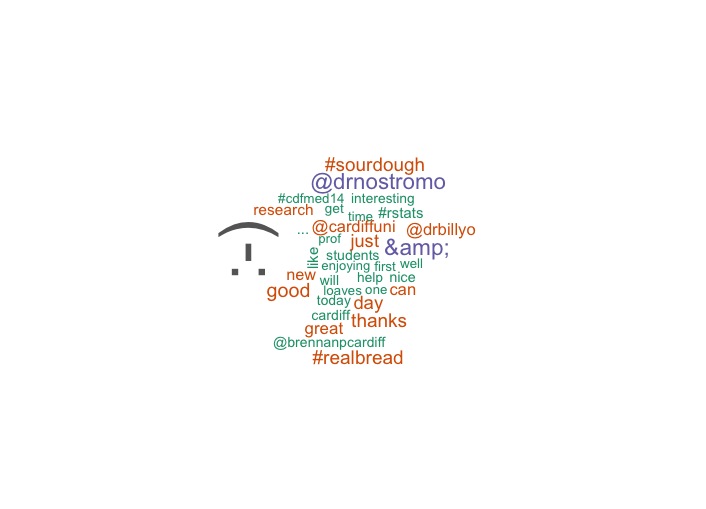 #sourdough
@drnostromo
#cdfmed14 interesting
research get time #rstats
... @cardiffuni @drbillyo
:-)
prof just &amp;
like students
enjoying first well
new will help nice
good loaves one can
today day
cardiff thanks
great
@brennanpcardiff
#realbread